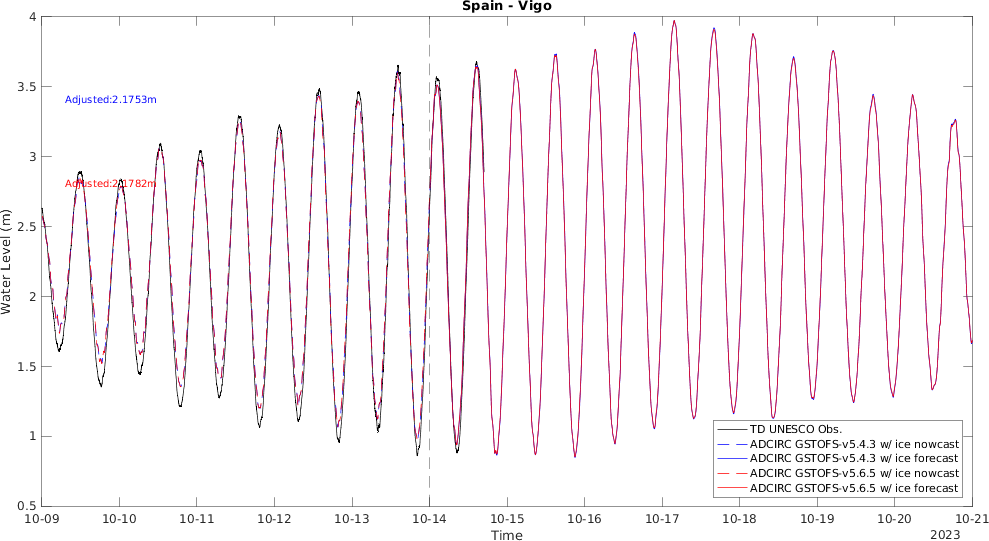 Spain - Vigo
4
3.5
3
2.5
2
1.5
1
0.5
Water Level (m)
Adjusted:2.1753m
Adjusted:2.1782m
TD UNESCO Obs.
ADCIRC GSTOFS-v5.4.3 w/ ice nowcast
ADCIRC GSTOFS-v5.4.3 w/ ice forecast
ADCIRC GSTOFS-v5.6.5 w/ ice nowcast
ADCIRC GSTOFS-v5.6.5 w/ ice forecast
10-09 10-10 10-11 10-12 10-13 10-14 10-15 10-16 10-17 10-18 10-19 10-20 10-21
Time
2023